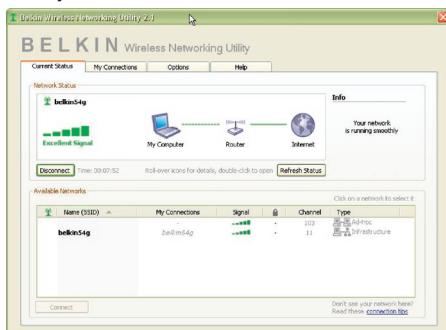 Belkin Wireless Networking Utility 2.1
BELKIN Wireless Networking Utility
Current Status My Connections Options Help
Network Status
belkin54g
Info
Your network
is running smoothly
Excellent Signal My Computer Router Internet
Disconnect Time: 00:07:52 Roll-over icons for details, double-click to open Refresh Status
Available Networks
Click on a network to select it
Name (SSID) My Connections Signal Channel Type
- 103 Ad-hoc
belkin54g belkin54g 11 Infrastructure
Connect
Don't see your network here?
Read these connection tips